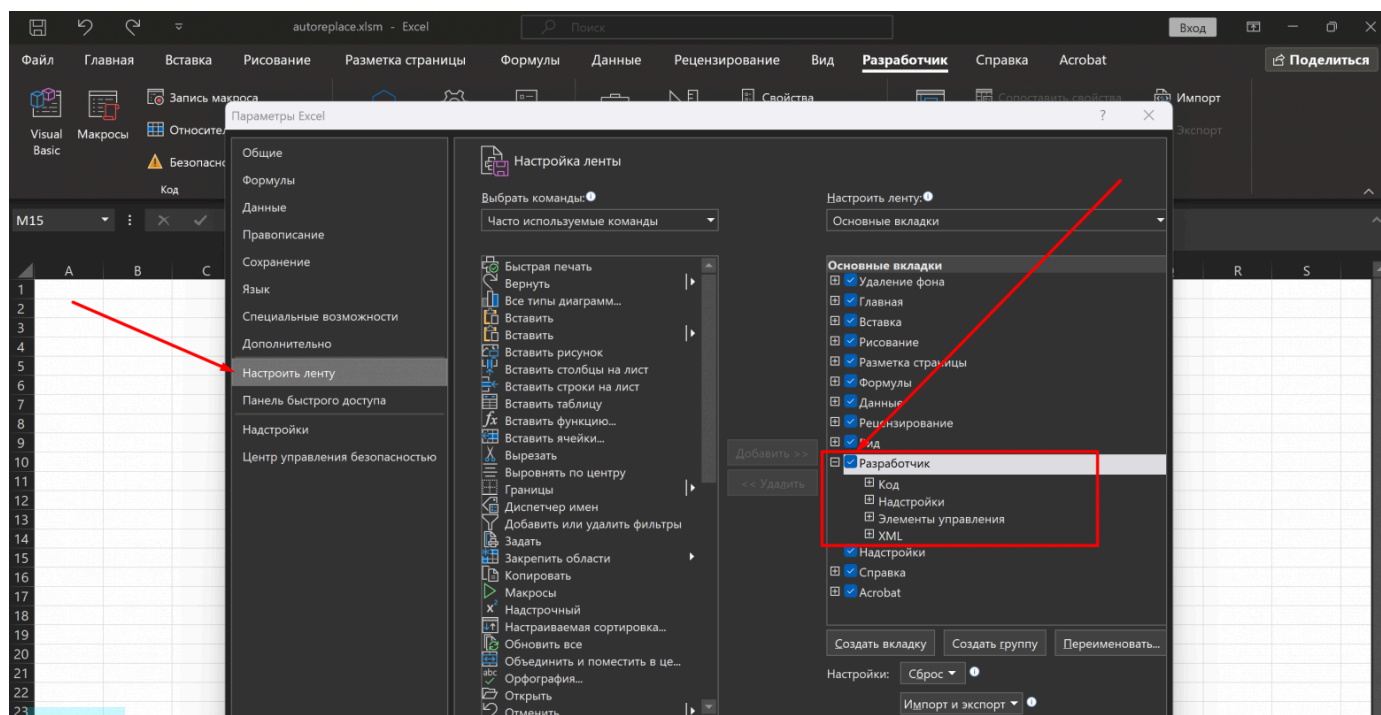 autoreplace.xlsm - Excel
Поиск
Вход
Файл Главная Вставка Рисование Разметка страницы Формулы Данные Рецензирование Вид Разработчик Справка Acrobat
Поделиться
Visual Basic
Макросы
Запись макроса
Безопасно
Код
Свойства
Сопоставить свойства
Импорт
Экспорт
M15
A B C R S
1
2
3
4
5
6
7
8
9
10
11
12
13
14
15
16
17
18
19
20
21
22
23
Параметры Excel
?
Общие
Формулы
Данные
Правописание
Сохранение
Язык
Специальные возможности
Дополнительно
Настроить ленту
Панель быстрого доступа
Надстройки
Центр управления безопасностью
Настройка ленты
Выбрать команды:
Часто используемые команды
Быстрая печать
Вернуть
Все типы диаграмм...
Вставить
Вставить
Вставить рисунок
Вставить столбцы на лист
Вставить строки на лист
Вставить таблицу
Вставить функцию...
Вставить ячейки...
Вырезать
Выровнять по центру
Границы
Диспетчер имен
Добавить или удалить фильтры
Задать
Закрепить области
Копировать
Макросы
Надстрочный
Настраиваемая сортировка...
Обновить все
Объединить и поместить в це...
Орфография...
Открыть
Отменить
Добавить >>
<< Удалить
Настроить ленту:
Основные вкладки
Основные вкладки
Удаление фона
Главная
Вставка
Рисование
Разметка страницы
Формулы
Данные
Рецензирование
Вид
Разработчик
Код
Надстройки
Элементы управления
XML
Надстройки
Справка
Acrobat
Создать вкладку Создать группу Переименовать...
Настройки: Сброс
Импорт и экспорт